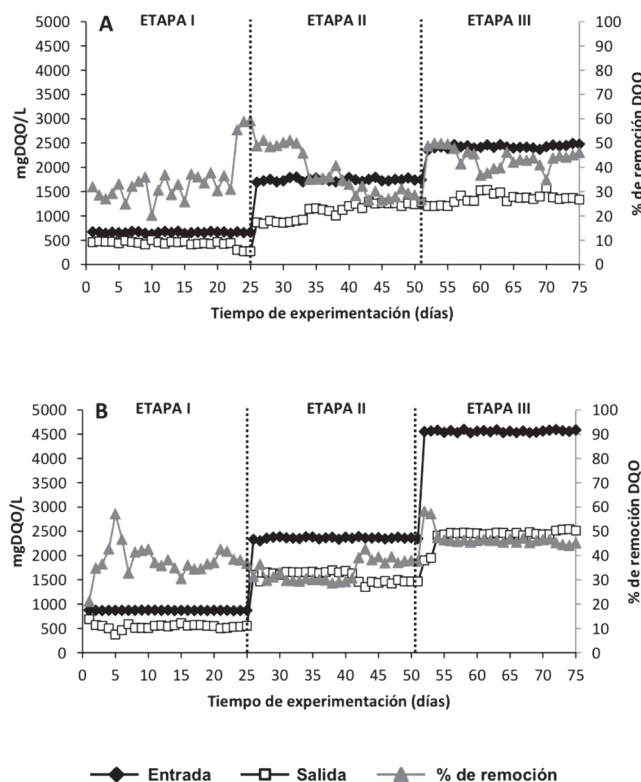 A
ETAPA I
ETAPA II
ETAPA III
mgDQO/L
5000
4500
4000
3500
3000
2500
2000
1500
1000
500
0
100
90
80
70
60
50
40
30
20
10
0
% de remoción DQO
0 5 10 15 20 25 30 35 40 45 50 55 60 65 70 75
Tiempo de experimentación (días)
B
ETAPA I
ETAPA II
ETAPA III
mgDQO/L
5000
4500
4000
3500
3000
2500
2000
1500
1000
500
0
100
90
80
70
60
50
40
30
20
10
0
% de remoción DQO
0 5 10 15 20 25 30 35 40 45 50 55 60 65 70 75
Tiempo de experimentación (días)
Entrada Salida % de remoción